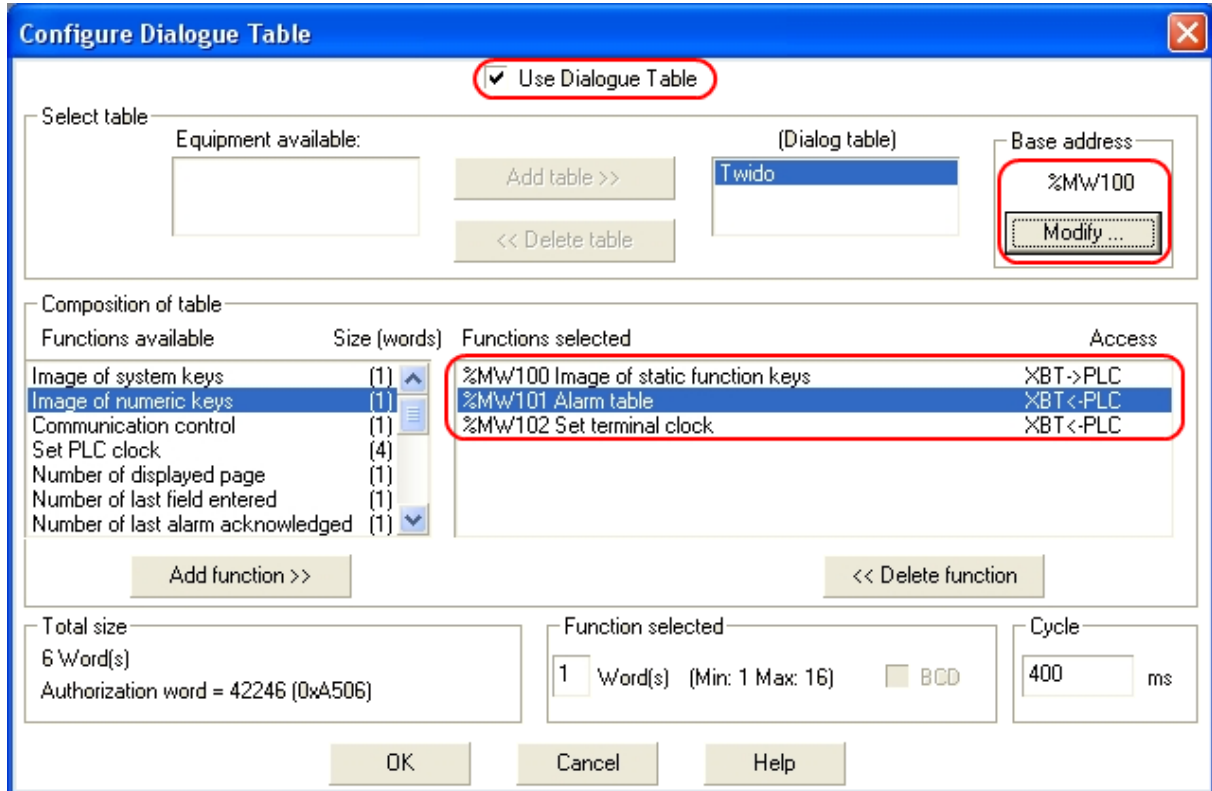 Configure Dialogue Table
Use Dialogue Table
Select table
Equipment available:
(Dialog table)
Base address
Add table >>
Twido
%MW100
<< Delete table
Modify ...
Composition of table
Functions available Size (words) Functions selected Access
Image of system keys (1)
%MW100 Image of static function keys XBT->PLC
Image of numeric keys (1)
%MW101 Alarm table XBT<-PLC
Communication control (1)
%MW102 Set terminal clock XBT<-PLC
Set PLC clock (4)
Number of displayed page (1)
Number of last field entered (1)
Number of last alarm acknowledged (1)
Add function >>
<< Delete function
Total size
6 Word(s)
Authorization word = 42246 (0xA506)
Function selected
1 Word(s) (Min: 1 Max: 16) BCD
Cycle
400 ms
OK Cancel Help